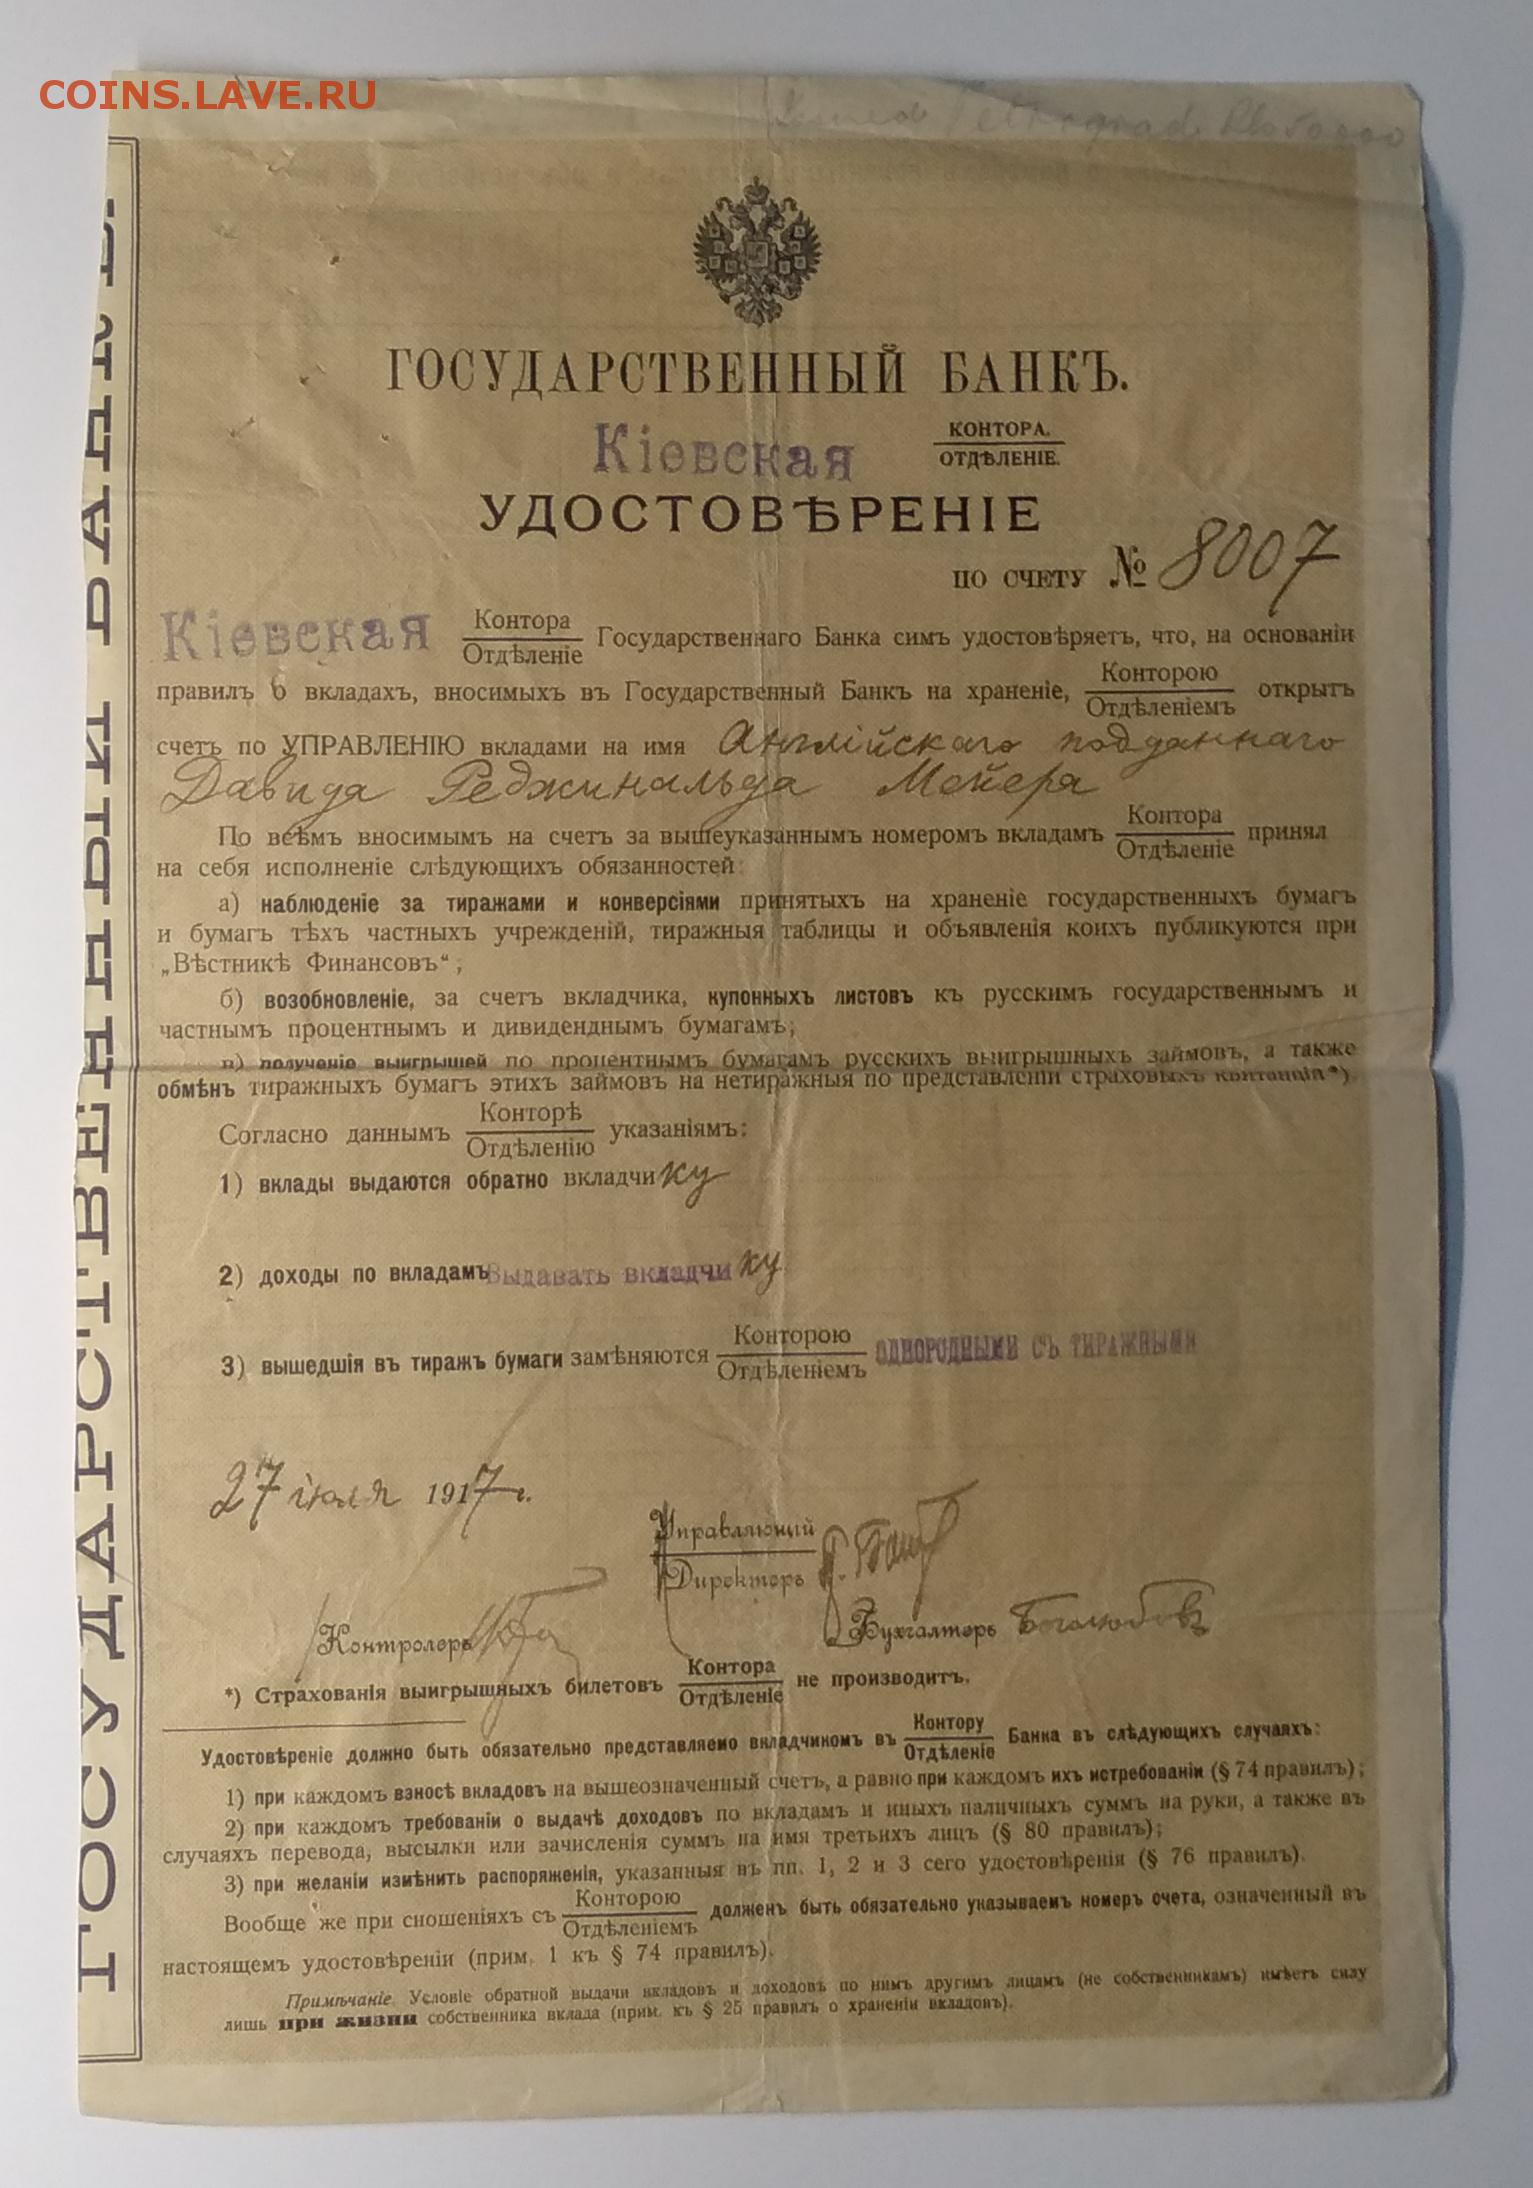 COINS.LAVE.RU
Petrograd
ГОСУДАРСТВЕННЫЙ БАНКЪ.
ГОСУДАРСТВЕННЫЙ БАНКЪ.
Кіевская КОНТОРА.
ОТДѢЛЕНІЕ.
УДОСТОВѢРЕНІЕ
ПО СЧЕТУ № 8007
Кіевская Контора
Отдѣленіе Государственнаго Банка симъ удостовѣряетъ, что, на основаніи
правилъ о вкладахъ, вносимыхъ въ Государственный Банкъ на храненіе, Конторою
Отдѣленіемъ открытъ
счетъ по УПРАВЛЕНІЮ вкладами на имя Англійскаго подданнаго
Давида Реджинальда Мейера
По всѣмъ вносимымъ на счетъ за вышеуказаннымъ номеромъ вкладамъ Контора
Отдѣленіе принял
на себя исполненіе слѣдующихъ обязанностей:
а) наблюденіе за тиражами и конверсіями принятыхъ на храненіе государственныхъ бумагъ
и бумагъ тѣхъ частныхъ учрежденій, тиражныя таблицы и объявленія коихъ публикуются при
„Вѣстникѣ Финансовъ“;
б) возобновленіе, за счетъ вкладчика, купонныхъ листовъ къ русскимъ государственнымъ и
частнымъ процентнымъ и дивидендным бумагамъ;
в) полученіе выигрышей по процентнымъ бумагамъ русскихъ выигрышныхъ займовъ, а также
обмѣнъ тиражныхъ бумагъ этихъ займовъ на нетиражныя по представленіи страховыхъ квитанцій*)
Согласно даннымъ Конторѣ
Отдѣленію указаніямъ:
1) вклады выдаются обратно вкладчику
2) доходы по вкладамъ выдавать вкладчику
3) вышедшія въ тиражъ бумаги замѣняются Конторою
Отдѣленіемъ ОДНОРОДНЫМИ СЪ ТИРАЖНЫМИ
27 іюля 1917 г.
Управляющій
Директоръ
Контролеръ Бухгалтеръ Боголюбовъ
*) Страхованія выигрышныхъ билетовъ Контора
Отдѣленіе не производитъ.
Удостовѣреніе должно быть обязательно представляемо вкладчикомъ въ Контору
Отдѣленіе Банка въ слѣдующихъ случаяхъ:
1) при каждомъ взносѣ вкладовъ на вышеозначенный счетъ, а равно при каждомъ ихъ истребованіи (§ 74 правилъ);
2) при каждомъ требованіи о выдачѣ доходовъ по вкладамъ и иныхъ наличныхъ суммъ на руки, а также въ
случаяхъ перевода, высылки или зачисленія суммъ на имя третьихъ лицъ (§ 80 правилъ);
3) при желаніи измѣнить распоряженія, указанныя въ пп. 1, 2 и 3 сего удостовѣренія (§ 76 правилъ).
Вообще же при сношеніяхъ съ Конторою
Отдѣленіемъ долженъ быть обязательно указываемъ номеръ счета, означенный въ
настоящемъ удостовѣреніи (прим. 1 къ § 74 правилъ).
Примѣчаніе. Условіе обратной выдачи вкладовъ и доходовъ по нимъ другимъ лицамъ (не собственникамъ) имѣетъ силу
лишь при жизни собственника вклада (прим. къ § 25 правилъ о храненіи вкладовъ).